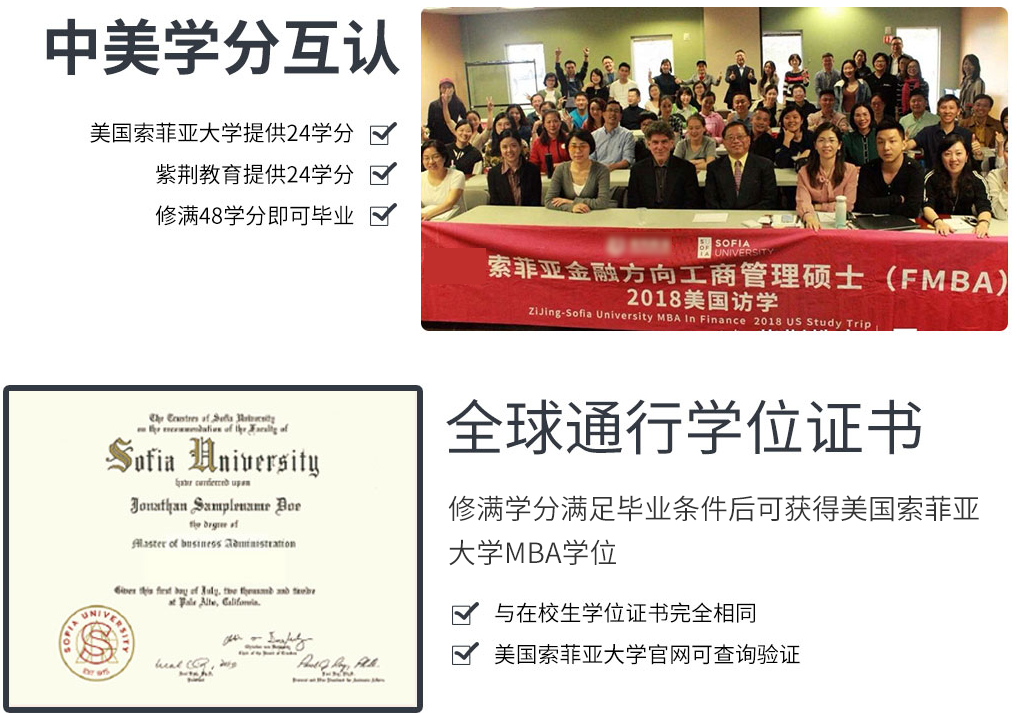 中美学分互认
美国索菲亚大学提供24学分
紫荆教育提供24学分
修满48学分即可毕业
SOFIA
UNIVERSITY
索菲亚金融方向工商管理硕士（FMBA）
2018美国访学
ZiJing-Sofia University MBA In Finance 2018 US Study Trip
The Trustees of Sofia University
on the recommendation of the Faculty of
Sofia University
have conferred upon
Jonathan Samplename Doe
the degree of
Master of business Administration
Given this first day of July, two thousand and twelve
at Palo Alto, California.
SOFIA UNIVERSITY
EST 1975
全球通行学位证书
修满学分满足毕业条件后可获得美国索菲亚
大学MBA学位
与在校生学位证书完全相同
美国索菲亚大学官网可查询验证